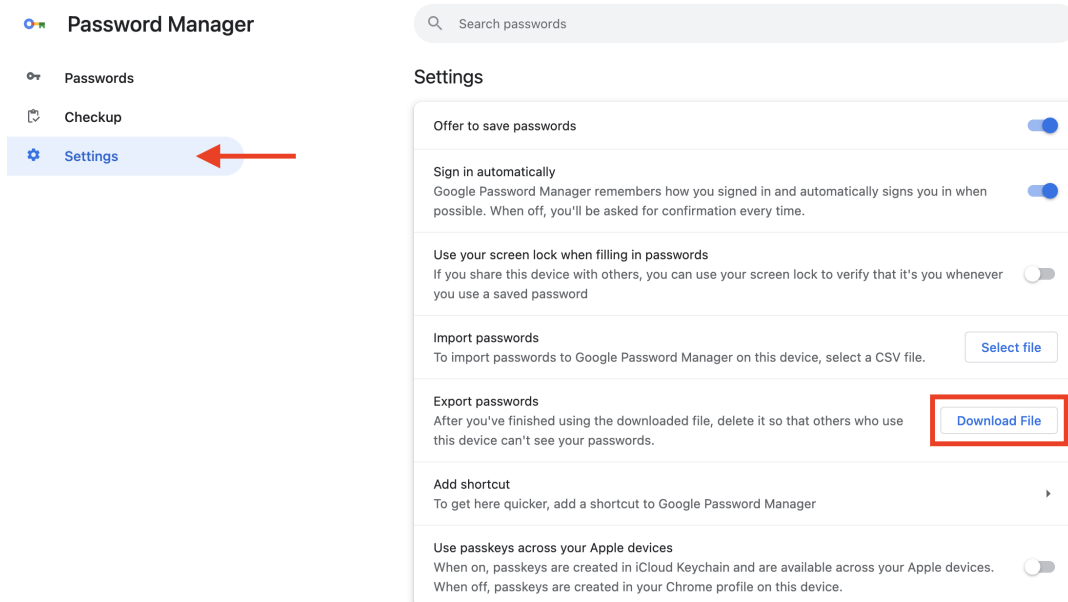 Password Manager
Search passwords
Passwords
Checkup
Settings
Settings
Offer to save passwords
Sign in automatically
Google Password Manager remembers how you signed in and automatically signs you in when
possible. When off, you'll be asked for confirmation every time.
Use your screen lock when filling in passwords
If you share this device with others, you can use your screen lock to verify that it's you whenever
you use a saved password
Import passwords
To import passwords to Google Password Manager on this device, select a CSV file.
Select file
Export passwords
After you've finished using the downloaded file, delete it so that others who use
this device can't see your passwords.
Download File
Add shortcut
To get here quicker, add a shortcut to Google Password Manager
Use passkeys across your Apple devices
When on, passkeys are created in iCloud Keychain and are available across your Apple devices.
When off, passkeys are created in your Chrome profile on this device.